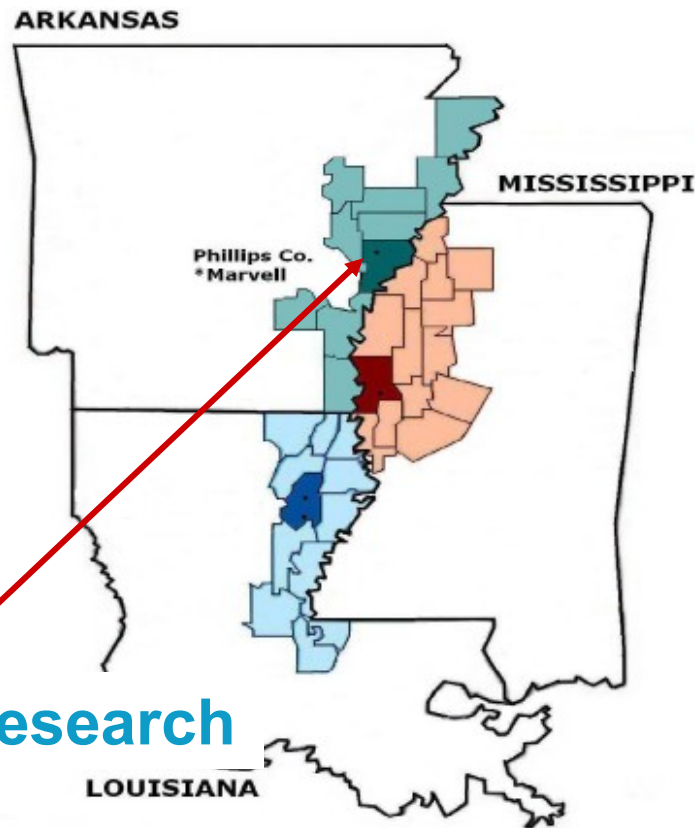 ARKANSAS
MISSISSIPPI
Phillips Co.
*Marvell
esearch
LOUISIANA